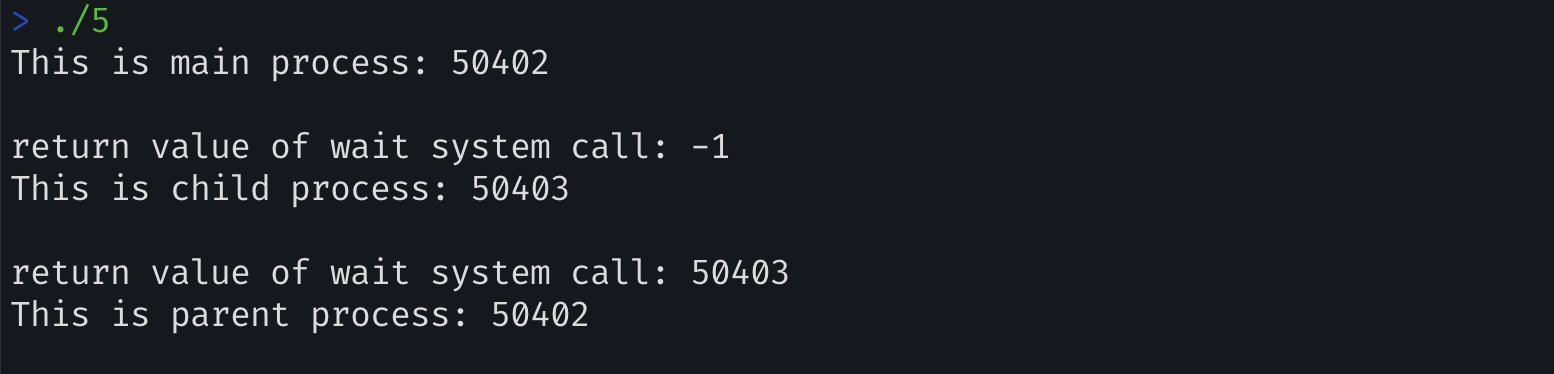 > ./5
This is main process: 50402
return value of wait system call: -1
This is child process: 50403
return value of wait system call: 50403
This is parent process: 50402